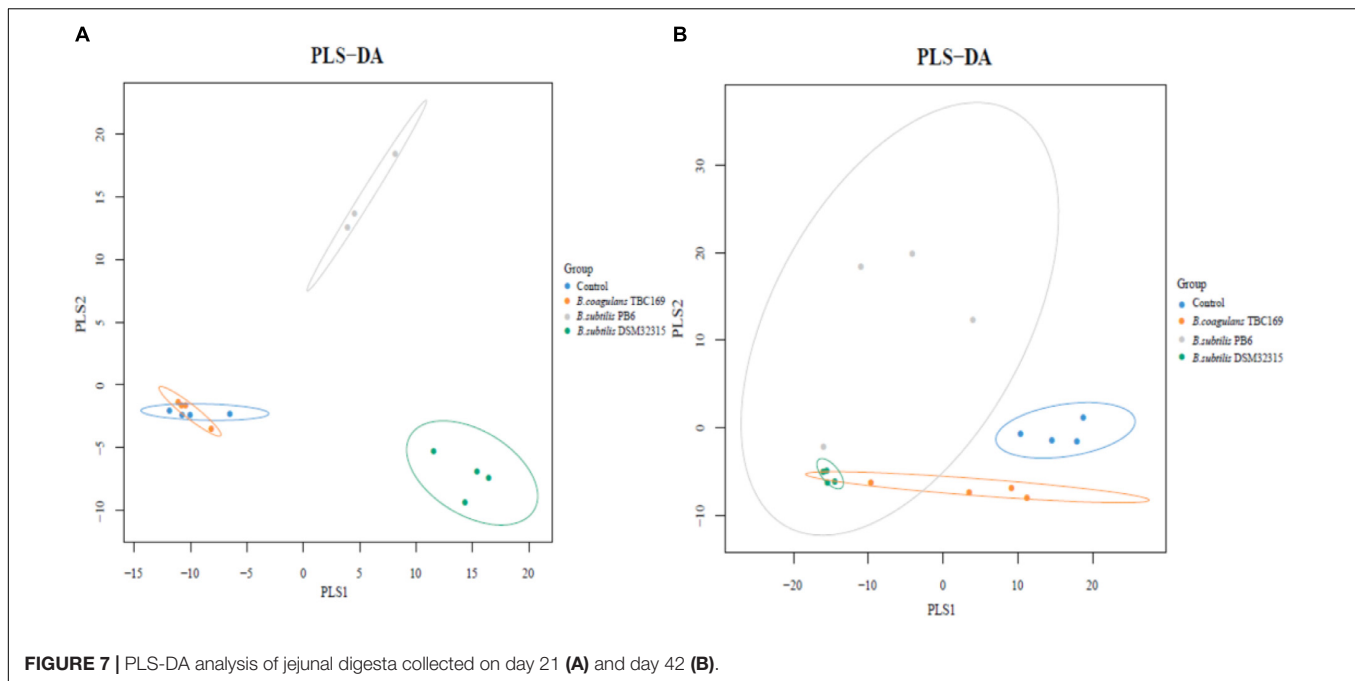 A
PLS−DA
20
15
10
5
0
−5
−10
PLS2
−15 −10 −5 0 5 10 15 20
PLS1
Group
Control
B.coagulans TBC169
B.subtilis PB6
B.subtilis DSM32315
B
PLS−DA
30
20
10
0
−10
PLS2
−20 −10 0 10 20
PLS1
Group
Control
B.coagulans TBC169
B.subtilis PB6
B.subtilis DSM32315
FIGURE 7 | PLS-DA analysis of jejunal digesta collected on day 21 (A) and day 42 (B).